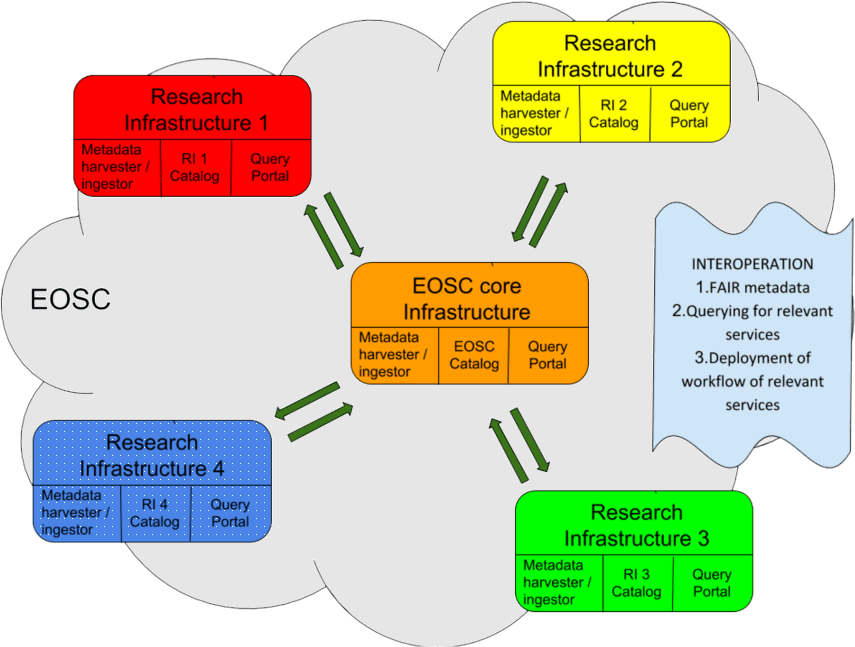 Research
Infrastructure 1
Metadata
harvester /
ingestor
RI 1
Catalog
Query
Portal
Research
Infrastructure 2
Metadata
harvester /
ingestor
RI 2
Catalog
Query
Portal
EOSC
EOSC core
Infrastructure
Metadata
harvester /
ingestor
EOSC
Catalog
Query
Portal
INTEROPERATION
1.FAIR metadata
2.Querying for relevant
services
3.Deployment of
workflow of relevant
services
Research
Infrastructure 4
Metadata
harvester /
ingestor
RI 4
Catalog
Query
Portal
Research
Infrastructure 3
Metadata
harvester /
ingestor
RI 3
Catalog
Query
Portal